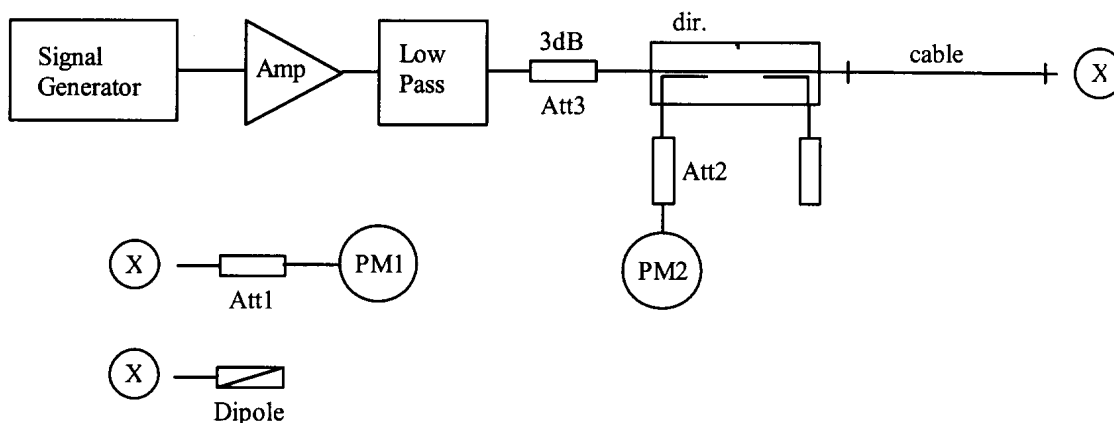 Signal
Generator
Amp
Low
Pass
3dB
Att3
dir.
cable
X
Att2
PM2
X
Att1
PM1
X
Dipole